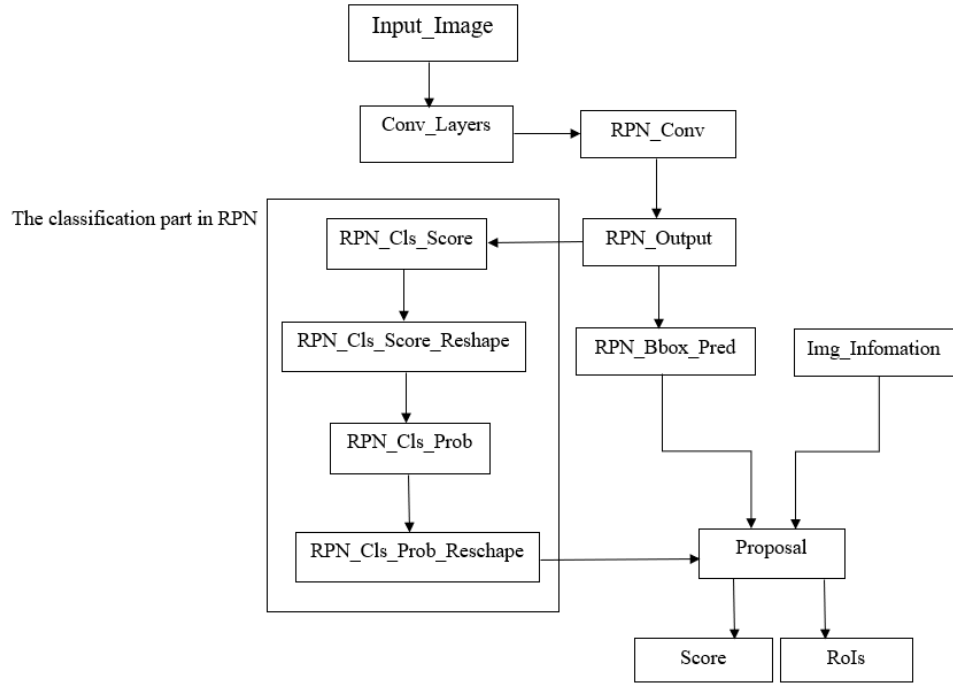 Input_Image
Conv_Layers
RPN_Conv
The classification part in RPN
RPN_Cls_Score
RPN_Output
RPN_Cls_Score_Reshape
RPN_Bbox_Pred
Img_Infomation
RPN_Cls_Prob
RPN_Cls_Prob_Reschape
Proposal
Score
RoIs